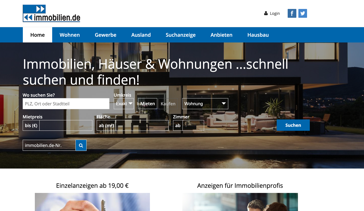 immobilien.de
Login
Home Wohnen Gewerbe Ausland Suchanzeige Anbieten Hausbau
Immobilien, Häuser & Wohnungen ...schnell
suchen und finden!
Wo suchen Sie? Umkreis
PLZ, Ort oder Stadtteil Exakt Mieten Kaufen Wohnung
Mietpreis Fläche Zimmer
bis (€) ab (m²) ab Suchen
immobilien.de-Nr.
Einzelanzeigen ab 19,00 € Anzeigen für Immobilienprofis